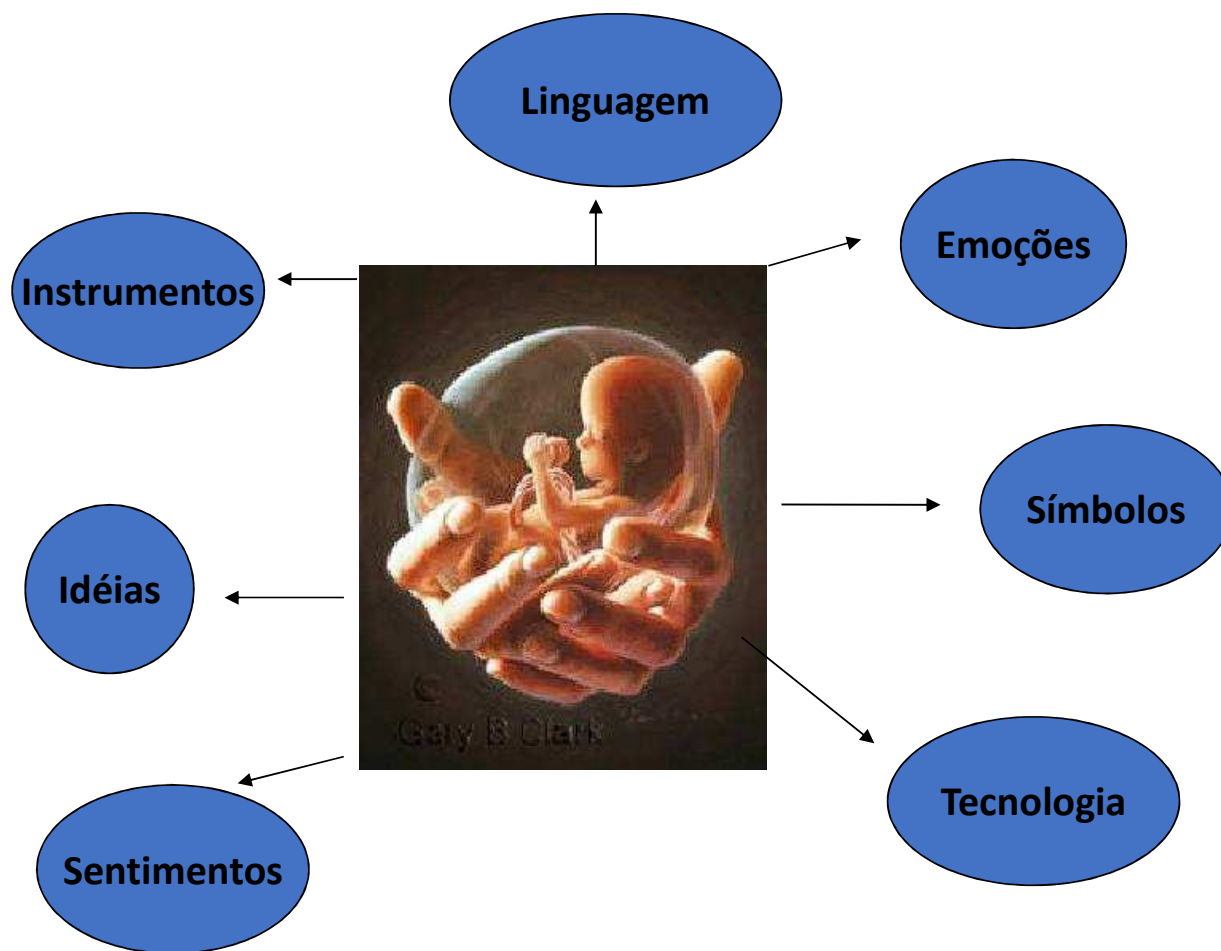 Linguagem
Emoções
Instrumentos
Símbolos
Idéias
©
Gary B Clark
Tecnologia
Sentimentos